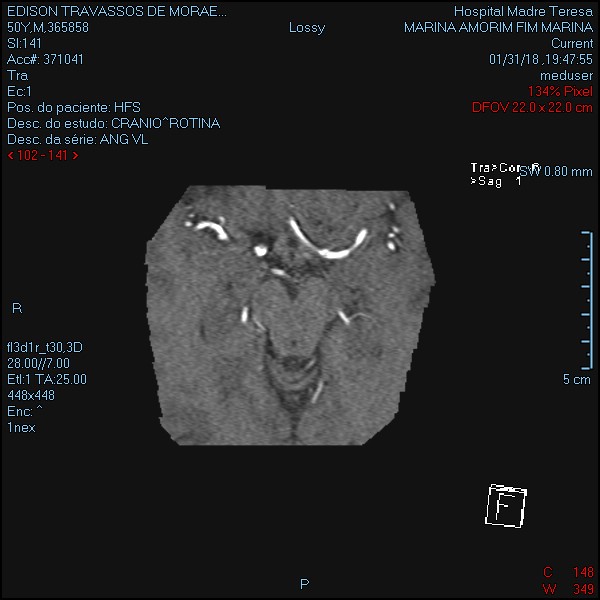 EDISON TRAVASSOS DE MORAE...
50Y,M,365858
Sl:141
Acc#: 371041
Tra
Ec:1
Pos. do paciente: HFS
Desc. do estudo: CRANIO^ROTINA
Desc. da série: ANG VL
< 102 - 141 >
Lossy
Hospital Madre Teresa
MARINA AMORIM FIM MARINA
Current
01/31/18 ,19:47:55
meduser
134% Pixel
DFOV 22.0 x 22.0 cm
Tra>Cor
SW 0.80 mm
>Sag 1
R
fl3d1r_t30,3D
28.00//7.00
Etl:1 TA:25.00
448x448
Enc: ^
1nex
5 cm
F
P
C 148
W 349